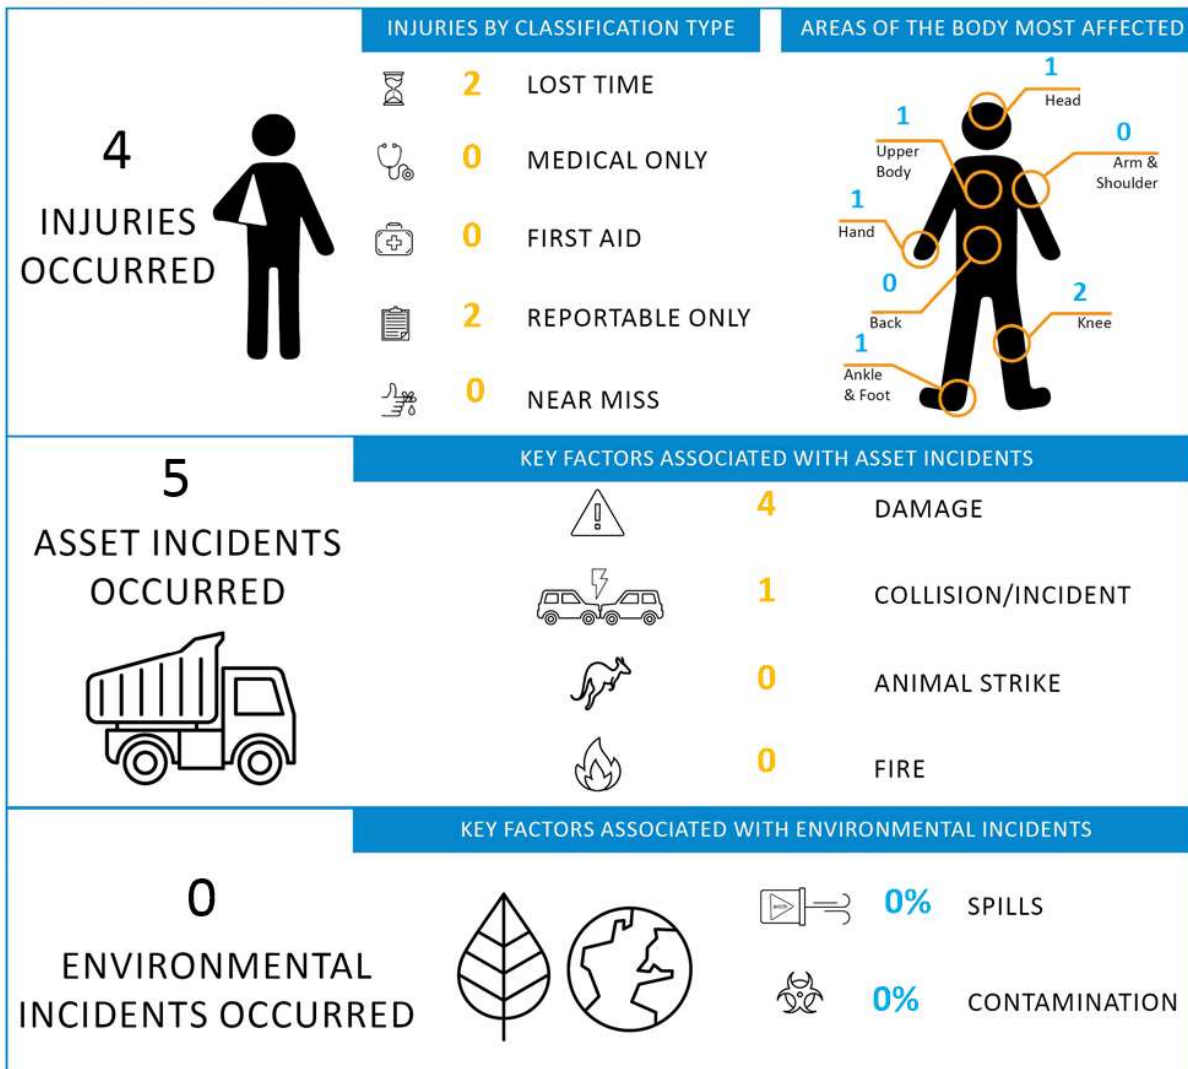 INJURIES BY CLASSIFICATION TYPE
AREAS OF THE BODY MOST AFFECTED
4
INJURIES
OCCURRED
2 LOST TIME
0 MEDICAL ONLY
0 FIRST AID
2 REPORTABLE ONLY
0 NEAR MISS
1
Head
1
Upper
Body
0
Arm &
Shoulder
1
Hand
0
Back
2
Knee
1
Ankle
& Foot
5
ASSET INCIDENTS
OCCURRED
KEY FACTORS ASSOCIATED WITH ASSET INCIDENTS
4 DAMAGE
1 COLLISION/INCIDENT
0 ANIMAL STRIKE
0 FIRE
KEY FACTORS ASSOCIATED WITH ENVIRONMENTAL INCIDENTS
0
ENVIRONMENTAL
INCIDENTS OCCURRED
0% SPILLS
0% CONTAMINATION